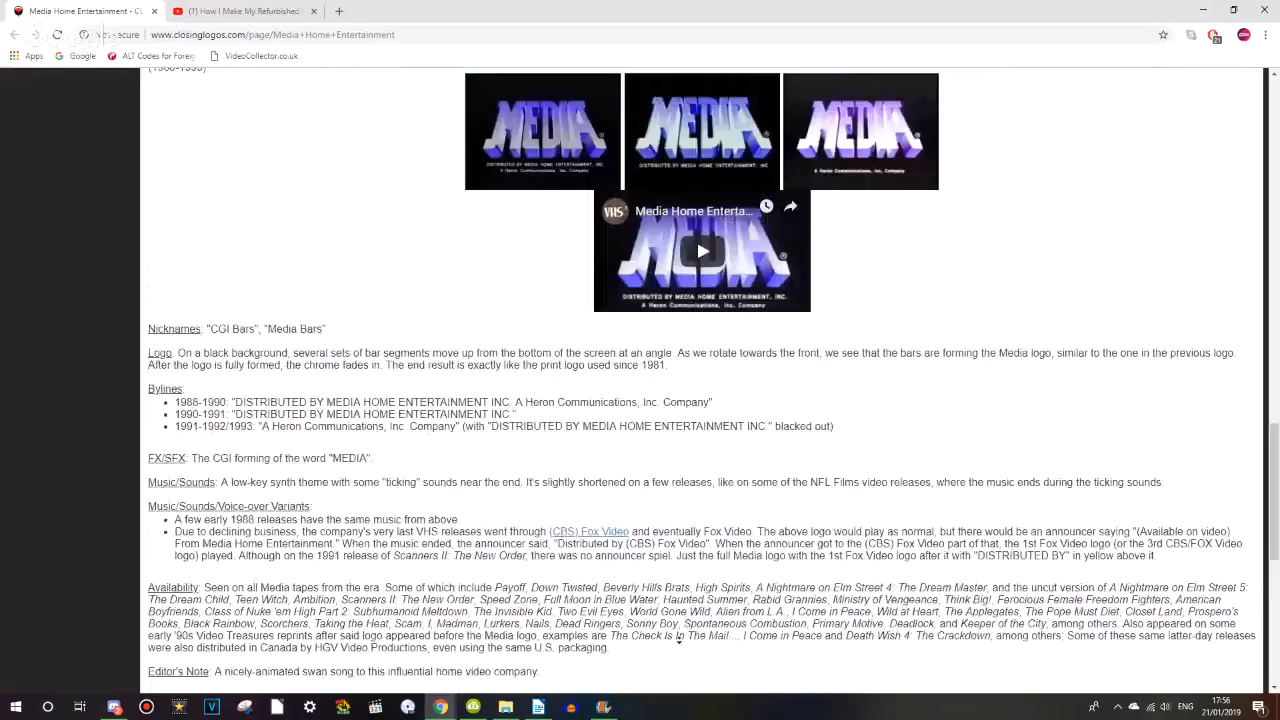 Media Home Entertainment - CL
(1) How I Make My Refurbished
www.closinglogos.com/page/Media+Home+Entertainment
21
Apps Google ALT Codes for Foreig VideoCollector.co.uk
MEDIA ® MEDIA ® MEDIA ®
DISTRIBUTED BY MEDIA HOME ENTERTAINMENT, INC. DISTRIBUTED BY MEDIA HOME ENTERTAINMENT, INC A Heron Communications, Inc. Company
A Heron Communications, Inc. Company
VHS Media Home Enterta...
MEDIA ®
DISTRIBUTED BY MEDIA HOME ENTERTAINMENT, INC.
A Heron Communications, Inc. Company
Nicknames: "CGI Bars", "Media Bars"
Logo: On a black background, several sets of bar segments move up from the bottom of the screen at an angle. As we rotate towards the front, we see that the bars are forming the Media logo, similar to the one in the previous logo.
After the logo is fully formed, the chrome fades in. The end result is exactly like the print logo used since 1981.
Bylines:
1988-1990: "DISTRIBUTED BY MEDIA HOME ENTERTAINMENT INC. A Heron Communications, Inc. Company"
1990-1991: "DISTRIBUTED BY MEDIA HOME ENTERTAINMENT INC."
1991-1992/1993: "A Heron Communications, Inc. Company" (with "DISTRIBUTED BY MEDIA HOME ENTERTAINMENT INC." blacked out)
FX/SFX: The CGI forming of the word "MEDIA".
Music/Sounds: A low-key synth theme with some "ticking" sounds near the end. It's slightly shortened on a few releases, like on some of the NFL Films video releases, where the music ends during the ticking sounds.
Music/Sounds/Voice-over Variants:
A few early 1988 releases have the same music from above.
Due to declining business, the company's very last VHS releases went through (CBS) Fox Video and eventually Fox Video. The above logo would play as normal, but there would be an announcer saying "(Available on video)
From Media Home Entertainment." When the music ended, the announcer said, "Distributed by (CBS) Fox Video". When the announcer got to the (CBS) Fox Video part of that, the 1st Fox Video logo (or the 3rd CBS/FOX Video
logo) played. Although on the 1991 release of Scanners II: The New Order, there was no announcer spiel. Just the full Media logo with the 1st Fox Video logo after it with "DISTRIBUTED BY" in yellow above it.
Availability: Seen on all Media tapes from the era. Some of which include Payoff, Down Twisted, Beverly Hills Brats, High Spirits, A Nightmare on Elm Street 4: The Dream Master, and the uncut version of A Nightmare on Elm Street 5:
The Dream Child, Teen Witch, Ambition, Scanners II: The New Order, Speed Zone, Full Moon in Blue Water, Haunted Summer, Rabid Grannies, Ministry of Vengeance, Think Big!, Ferocious Female Freedom Fighters, American
Boyfriends, Class of Nuke 'em High Part 2: Subhumanoid Meltdown, The Invisible Kid, Two Evil Eyes, World Gone Wild, Alien from L.A., I Come in Peace, Wild at Heart, The Applegates, The Pope Must Diet, Closet Land, Prospero's
Books, Black Rainbow, Scorchers, Taking the Heat, Scam, I, Madman, Lurkers, Nails, Dead Ringers, Sonny Boy, Spontaneous Combustion, Primary Motive, Deadlock, and Keeper of the City, among others. Also appeared on some
early '90s Video Treasures reprints after said logo appeared before the Media logo, examples are The Check Is In The Mail..., I Come in Peace and Death Wish 4: The Crackdown, among others. Some of these same latter-day releases
were also distributed in Canada by HGV Video Productions, even using the same U.S. packaging.
Editor's Note: A nicely-animated swan song to this influential home video company.
ENG 17:56
21/01/2019